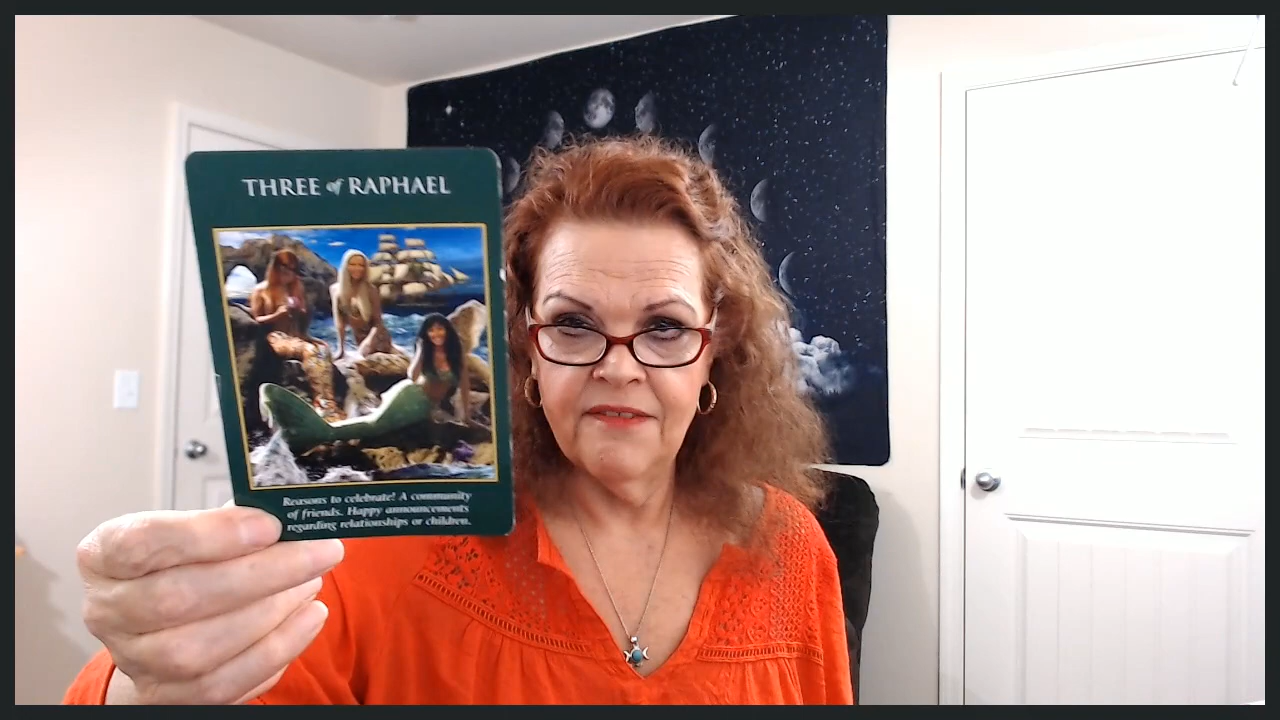 THREE of RAPHAEL
Reasons to celebrate! A community
of friends. Happy announcements
regarding relationships or children.